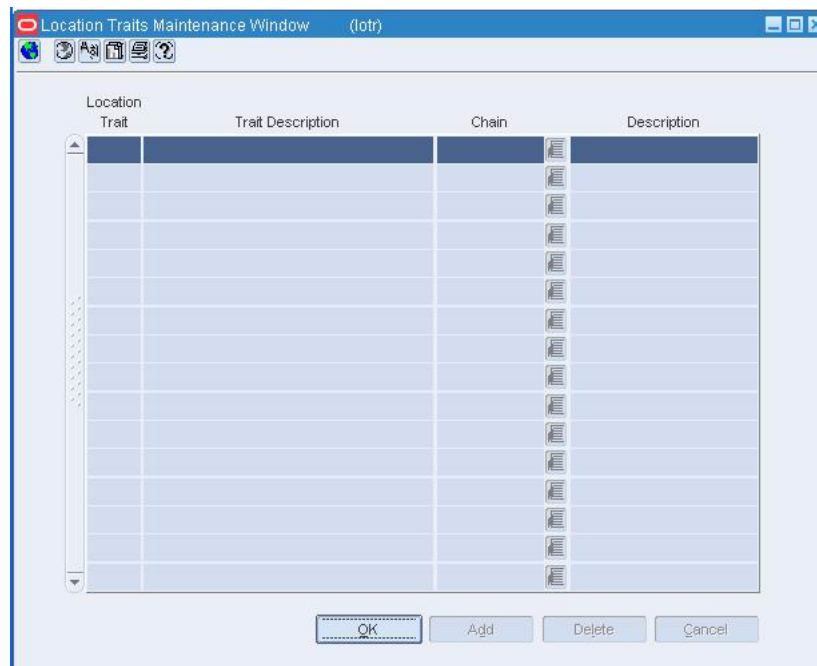 Location Traits Maintenance Window (lotr)
Location
Trait Trait Description Chain Description
OK Add Delete Cancel